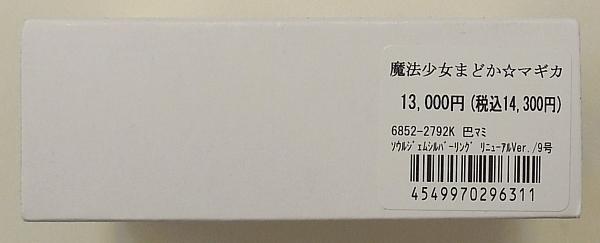 魔法少女まどか☆マギカ
13,000円(税込14,300円)
6852-2792K 巴ﾏﾐ
ｿｳﾙｼﾞｪﾑｼﾙﾊﾞｰﾘﾝｸﾞ ﾘﾆｭｰｱﾙVer./9号
4549970296311